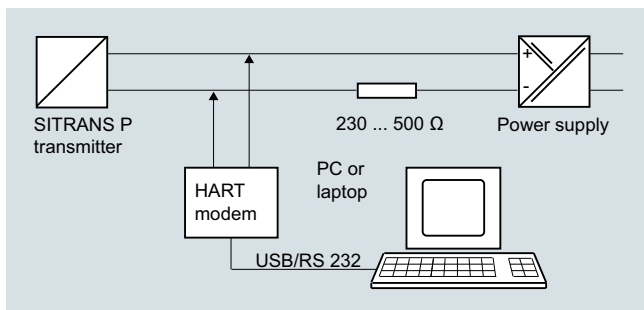 +
-
SITRANS P
transmitter
230 ... 500 Ω
Power supply
HART
modem
PC or
laptop
USB/RS 232